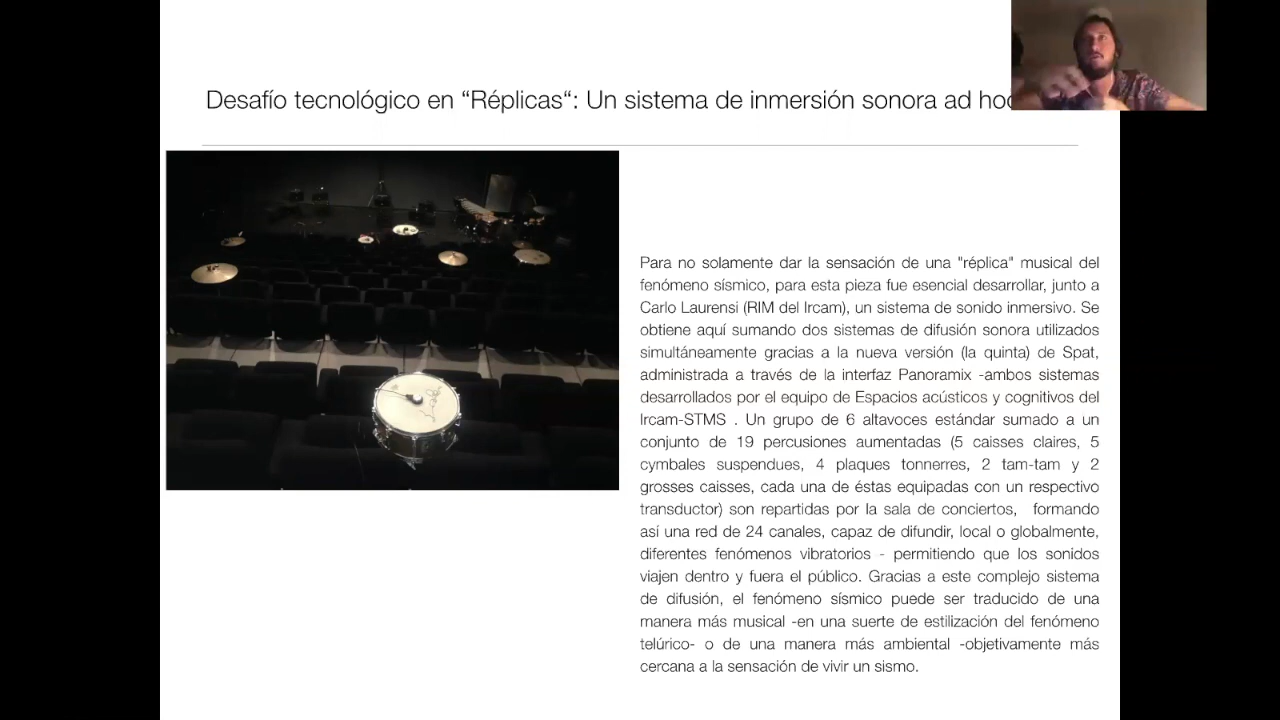 Desafío tecnológico en “Réplicas“: Un sistema de inmersión sonora ad hoc
Para no solamente dar la sensación de una "réplica" musical del
fenómeno sísmico, para esta pieza fue esencial desarrollar, junto a
Carlo Laurensi (RIM del Ircam), un sistema de sonido inmersivo. Se
obtiene aquí sumando dos sistemas de difusión sonora utilizados
simultáneamente gracias a la nueva versión (la quinta) de Spat,
administrada a través de la interfaz Panoramix -ambos sistemas
desarrollados por el equipo de Espacios acústicos y cognitivos del
Ircam-STMS . Un grupo de 6 altavoces estándar sumado a un
conjunto de 19 percusiones aumentadas (5 caisses claires, 5
cymbales suspendues, 4 plaques tonnerres, 2 tam-tam y 2
grosses caisses, cada una de éstas equipadas con un respectivo
transductor) son repartidas por la sala de conciertos, formando
así una red de 24 canales, capaz de difundir, local o globalmente,
diferentes fenómenos vibratorios - permitiendo que los sonidos
viajen dentro y fuera el público. Gracias a este complejo sistema
de difusión, el fenómeno sísmico puede ser traducido de una
manera más musical -en una suerte de estilización del fenómeno
telúrico- o de una manera más ambiental -objetivamente más
cercana a la sensación de vivir un sismo.